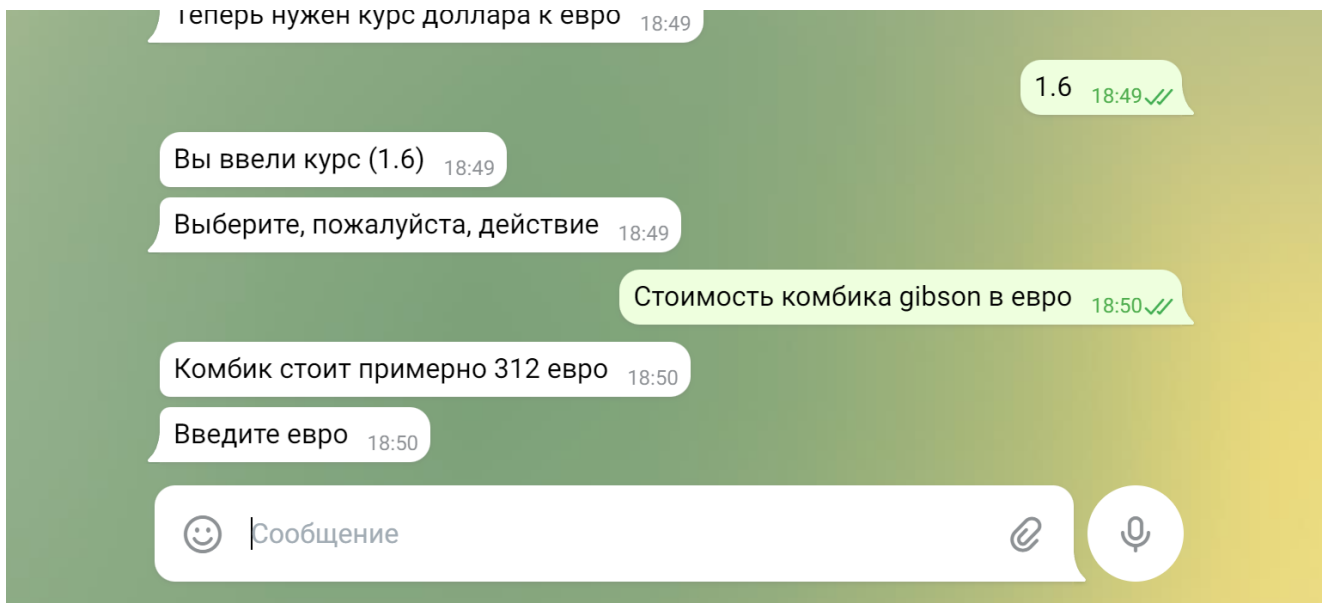 Теперь нужен курс доллара к евро 18:49
1.6 18:49
Вы ввели курс (1.6) 18:49
Выберите, пожалуйста, действие 18:49
Стоимость комбика gibson в евро 18:50
Комбик стоит примерно 312 евро 18:50
Введите евро 18:50
Сообщение